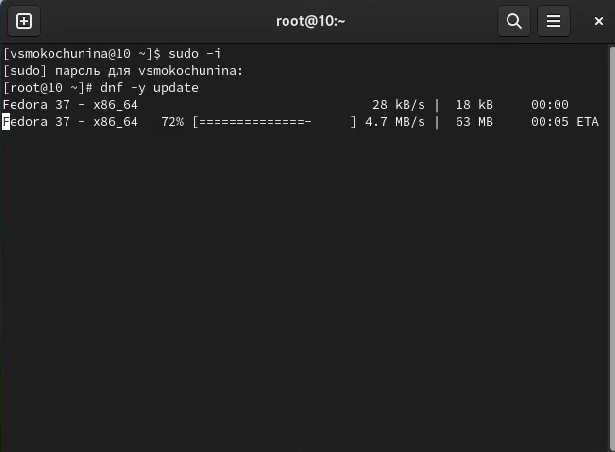 root@10:~
[vsmokochurina@10 ~]$ sudo -i
[sudo] пароль для vsmokochunina:
[root@10 ~]# dnf -y update
Fedora 37 - x86_64 28 kB/s | 18 kB 00:00
Fedora 37 - x86_64 72% [==============- ] 4.7 MB/s | 63 MB 00:05 ETA